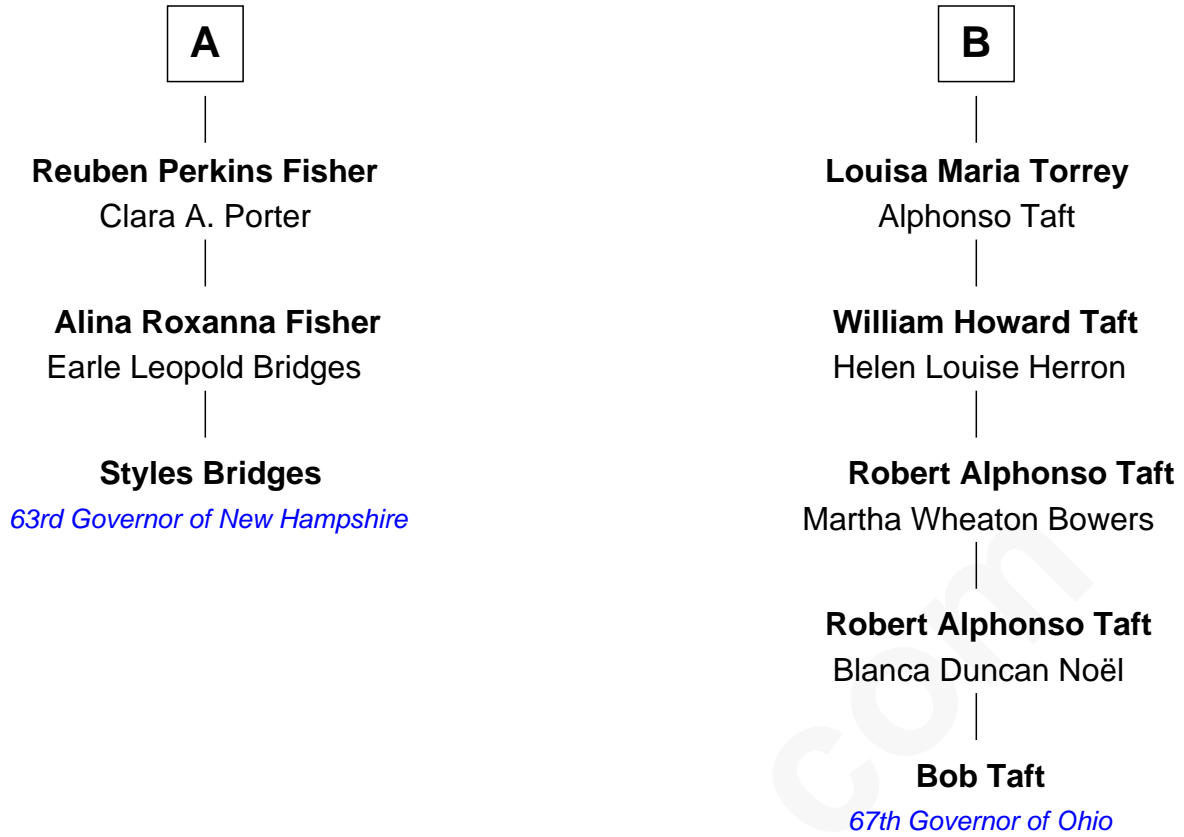 A
Reuben Perkins Fisher
Clara A. Porter
Alina Roxanna Fisher
Earle Leopold Bridges
Styles Bridges
63rd Governor of New Hampshire
B
Louisa Maria Torrey
Alphonso Taft
William Howard Taft
Helen Louise Herron
Robert Alphonso Taft
Martha Wheaton Bowers
Robert Alphonso Taft
Blanca Duncan Noël
Bob Taft
67th Governor of Ohio
com